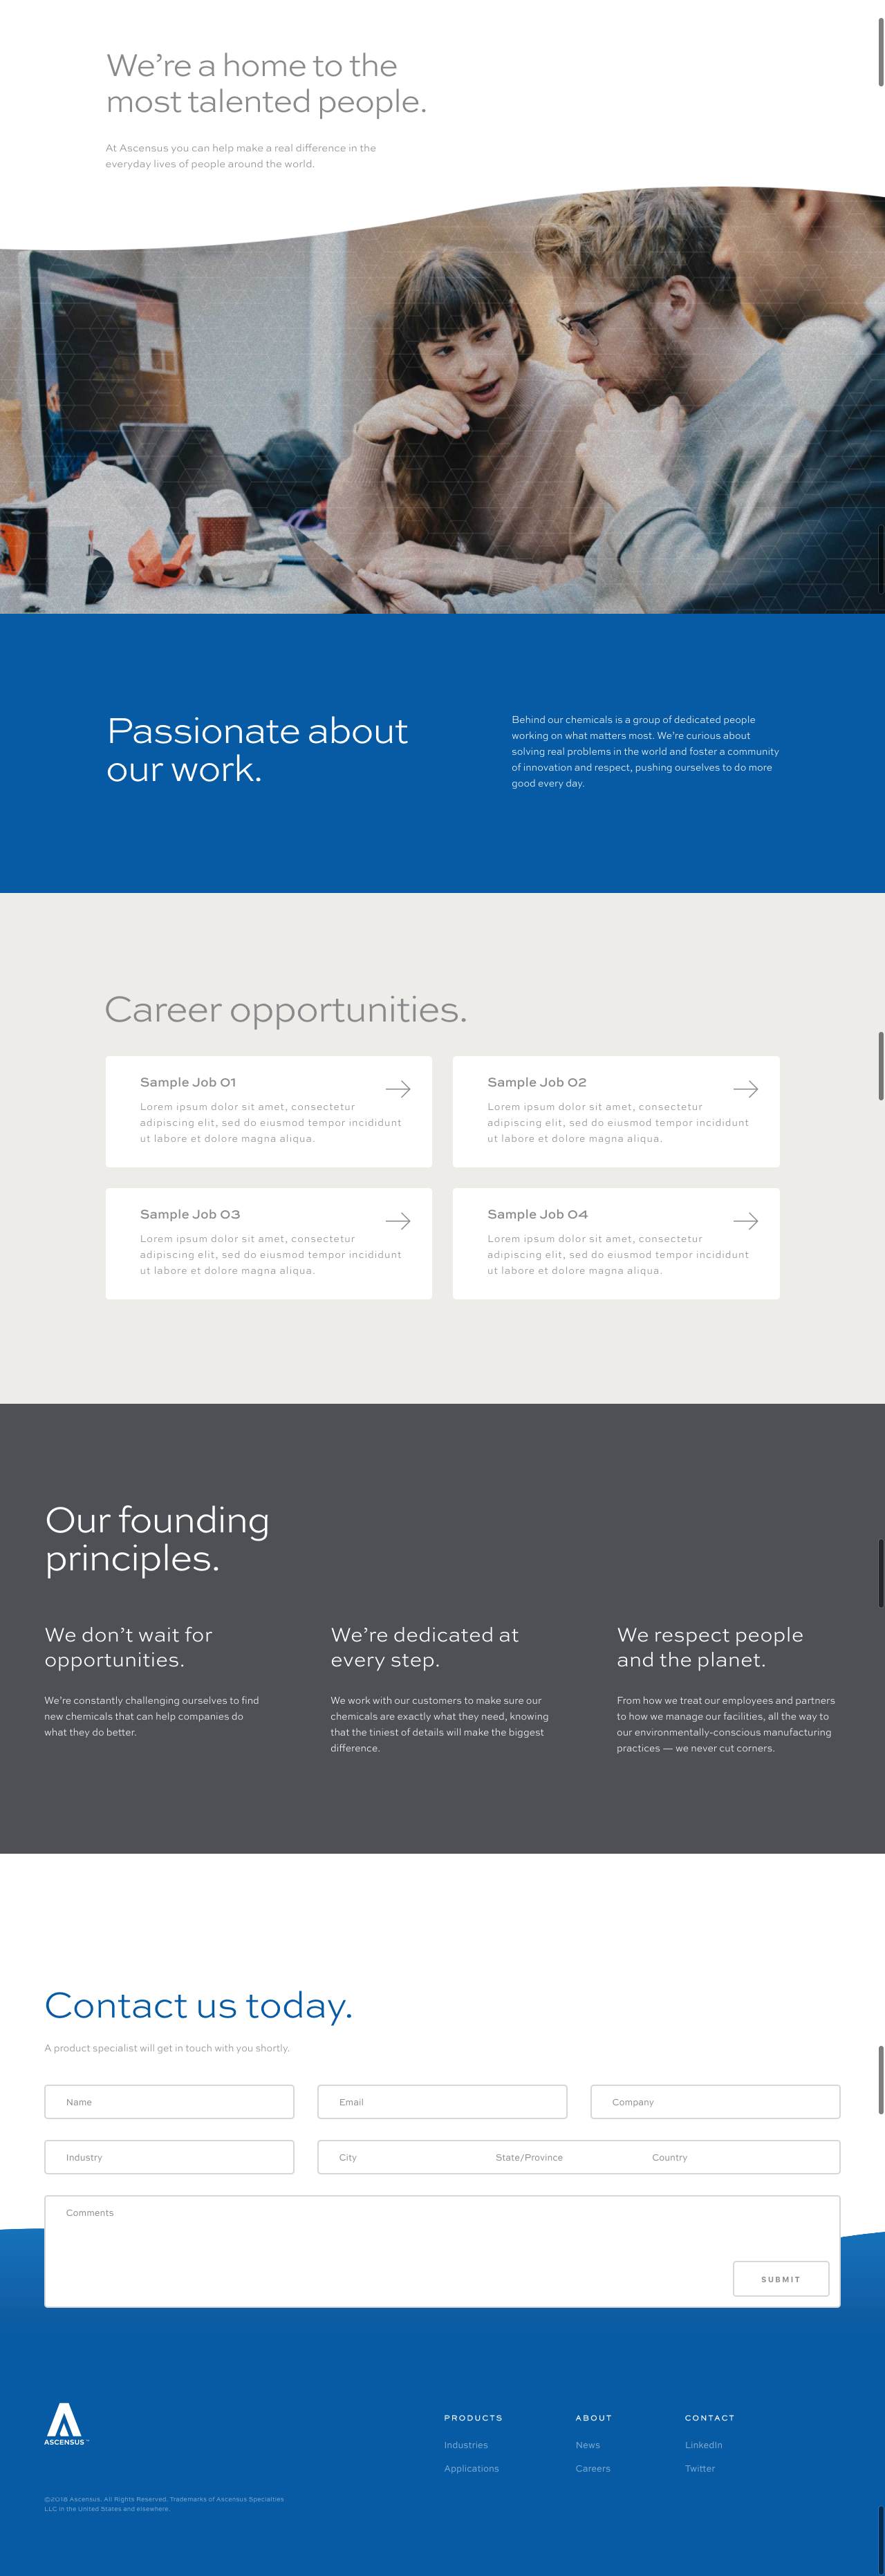 We're a home to the
most talented people.
At Ascensus you can help make a real difference in the
everyday lives of people around the world.
Passionate about
our work.
Behind our chemicals is a group of dedicated people
working on what matters most. We're curious about
solving real problems in the world and foster a community
of innovation and respect, pushing ourselves to do more
good every day.
Career opportunities.
Sample Job 01
Lorem ipsum dolor sit amet, consectetur
adipiscing elit, sed do eiusmod tempor incididunt
ut labore et dolore magna aliqua.
Sample Job 02
Lorem ipsum dolor sit amet, consectetur
adipiscing elit, sed do eiusmod tempor incididunt
ut labore et dolore magna aliqua.
Sample Job 03
Lorem ipsum dolor sit amet, consectetur
adipiscing elit, sed do eiusmod tempor incididunt
ut labore et dolore magna aliqua.
Sample Job 04
Lorem ipsum dolor sit amet, consectetur
adipiscing elit, sed do eiusmod tempor incididunt
ut labore et dolore magna aliqua.
Our founding
principles.
We don't wait for
opportunities.
We're constantly challenging ourselves to find
new chemicals that can help companies do
what they do better.
We're dedicated at
every step.
We work with our customers to make sure our
chemicals are exactly what they need, knowing
that the tiniest of details will make the biggest
difference.
We respect people
and the planet.
From how we treat our employees and partners
to how we manage our facilities, all the way to
our environmentally-conscious manufacturing
practices — we never cut corners.
Contact us today.
A product specialist will get in touch with you shortly.
Name
Email
Company
Industry
City
State/Province
Country
Comments
SUBMIT
ASCENSUS™
PRODUCTS
Industries
Applications
ABOUT
News
Careers
CONTACT
LinkedIn
Twitter
©2018 Ascensus. All Rights Reserved. Trademarks of Ascensus Specialties
LLC in the United States and elsewhere.